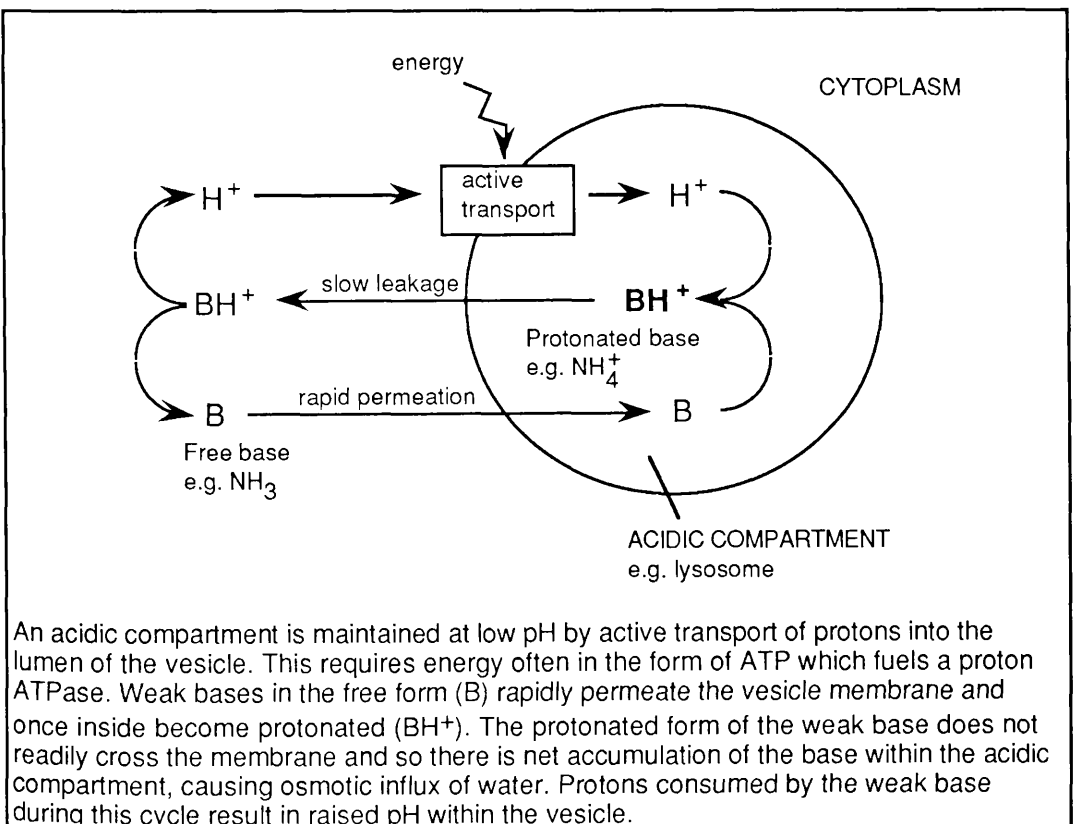 energy
CYTOPLASM
active
transport
H+
H+
slow leakage
BH+
BH+
Protonated base
e.g. NH4+
rapid permeation
B
B
Free base
e.g. NH3
ACIDIC COMPARTMENT
e.g. lysosome
An acidic compartment is maintained at low pH by active transport of protons into the
lumen of the vesicle. This requires energy often in the form of ATP which fuels a proton
ATPase. Weak bases in the free form (B) rapidly permeate the vesicle membrane and
once inside become protonated (BH+). The protonated form of the weak base does not
readily cross the membrane and so there is net accumulation of the base within the acidic
compartment, causing osmotic influx of water. Protons consumed by the weak base
during this cycle result in raised pH within the vesicle.